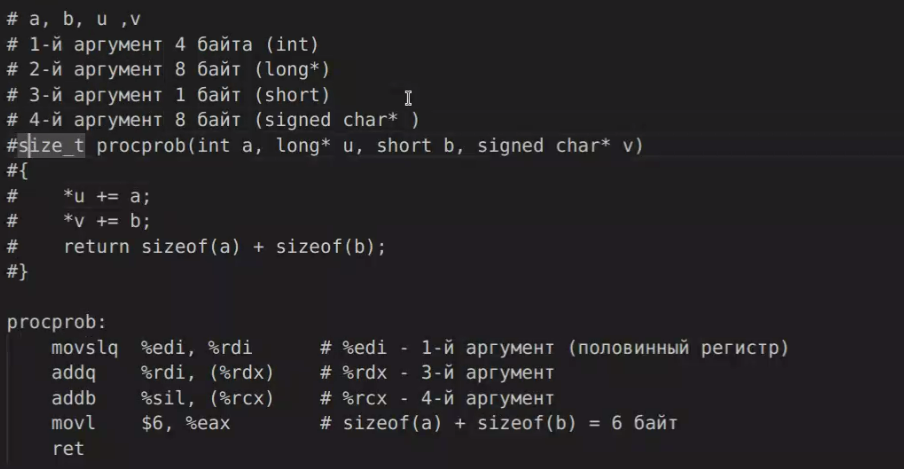 # a, b, u ,v
# 1-й аргумент 4 байта (int)
# 2-й аргумент 8 байт (long*)
# 3-й аргумент 1 байт (short)
# 4-й аргумент 8 байт (signed char* )
#size_t procprob(int a, long* u, short b, signed char* v)
#{
#    *u += a;
#    *v += b;
#    return sizeof(a) + sizeof(b);
#}
procprob:
    movslq  %edi, %rdi      # %edi - 1-й аргумент (половинный регистр)
    addq    %rdi, (%rdx)    # %rdx - 3-й аргумент
    addb    %sil, (%rcx)    # %rcx - 4-й аргумент
    movl    $6, %eax        # sizeof(a) + sizeof(b) = 6 байт
    ret